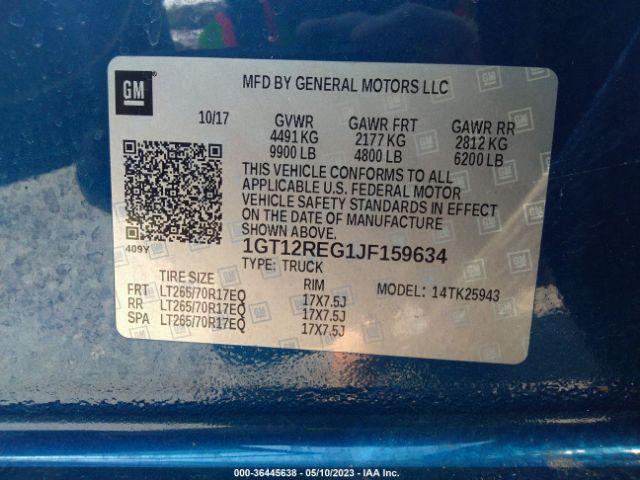 GM
MFD BY GENERAL MOTORS LLC
10/17 GVWR GAWR FRT GAWR RR
4491 KG 2177 KG 2812 KG
9900 LB 4800 LB 6200 LB
THIS VEHICLE CONFORMS TO ALL
APPLICABLE U.S. FEDERAL MOTOR
VEHICLE SAFETY STANDARDS IN EFFECT
ON THE DATE OF MANUFACTURE
SHOWN ABOVE.
409Y
1GT12REG1JF159634
TYPE: TRUCK
TIRE SIZE RIM MODEL: 14TK25943
FRT LT265/70R17EQ 17X7.5J
RR LT265/70R17EQ 17X7.5J
SPA LT265/70R17EQ 17X7.5J
000-36445638 - 05/10/2023 - IAA Inc.